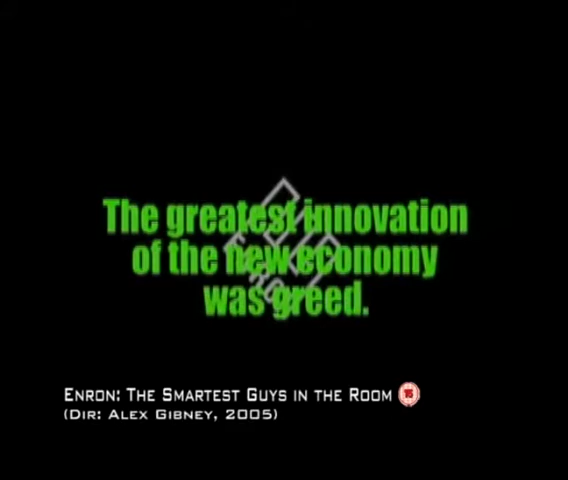 The greatest innovation
of the new economy
was greed.
ENRON: THE SMARTEST GUYS IN THE ROOM 15
(DIR: ALEX GIBNEY, 2005)